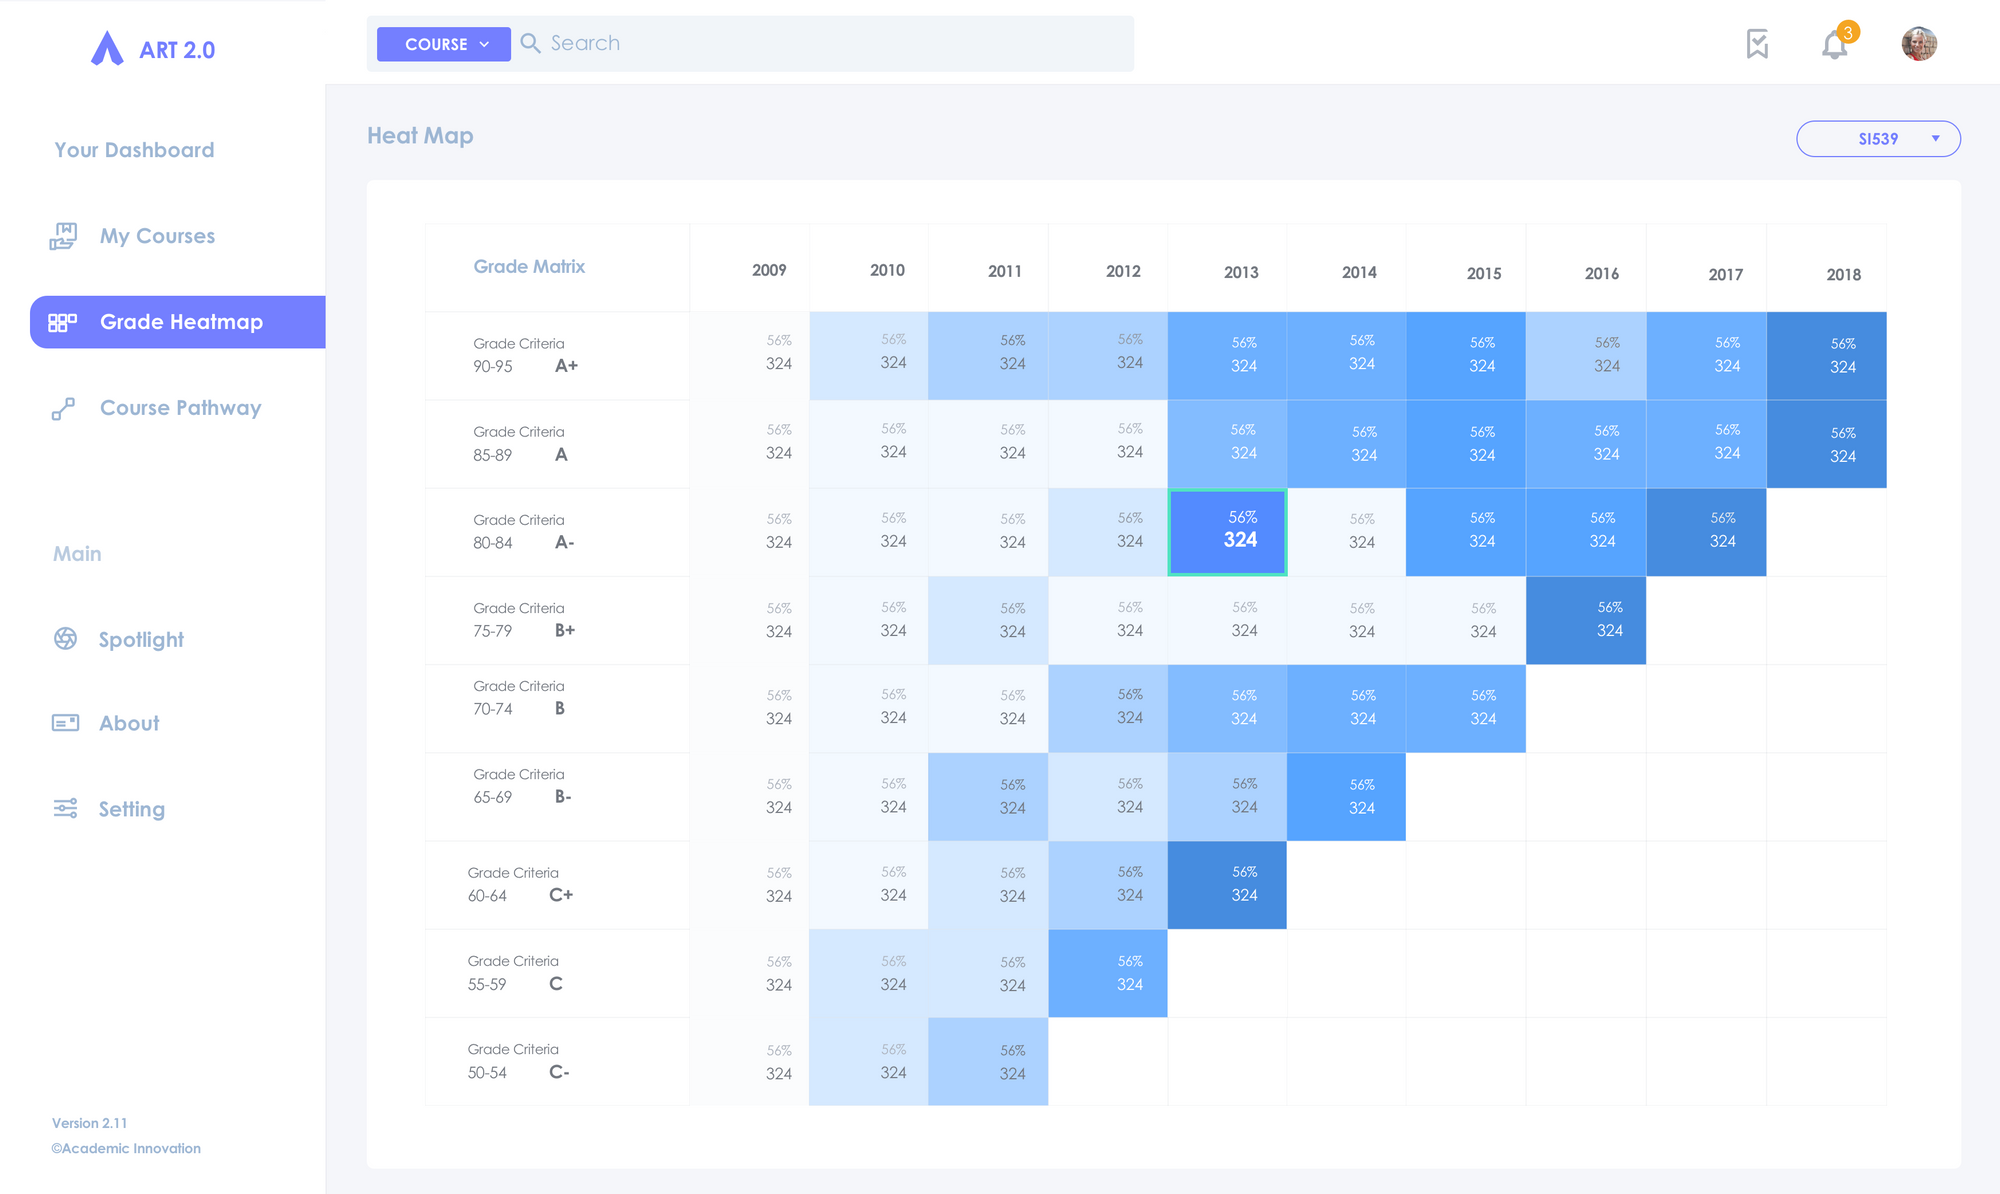 ART 2.0
COURSE
Search
3
Your Dashboard
My Courses
Grade Heatmap
Course Pathway
Main
Spotlight
About
Setting
Version 2.11
©Academic Innovation
Heat Map
SI539
Grade Matrix 2009 2010 2011 2012 2013 2014 2015 2016 2017 2018
Grade Criteria 56% 56% 56% 56% 56% 56% 56% 56% 56% 56%
90-95 A+ 324 324 324 324 324 324 324 324 324 324
Grade Criteria 56% 56% 56% 56% 56% 56% 56% 56% 56% 56%
85-89 A 324 324 324 324 324 324 324 324 324 324
Grade Criteria 56% 56% 56% 56% 56% 56% 56% 56% 56%
80-84 A- 324 324 324 324 324 324 324 324 324
Grade Criteria 56% 56% 56% 56% 56% 56% 56% 56%
75-79 B+ 324 324 324 324 324 324 324 324
Grade Criteria 56% 56% 56% 56% 56% 56% 56%
70-74 B 324 324 324 324 324 324 324
Grade Criteria 56% 56% 56% 56% 56% 56%
65-69 B- 324 324 324 324 324 324
Grade Criteria 56% 56% 56% 56% 56%
60-64 C+ 324 324 324 324 324
Grade Criteria 56% 56% 56% 56%
55-59 C 324 324 324 324
Grade Criteria 56% 56% 56%
50-54 C- 324 324 324